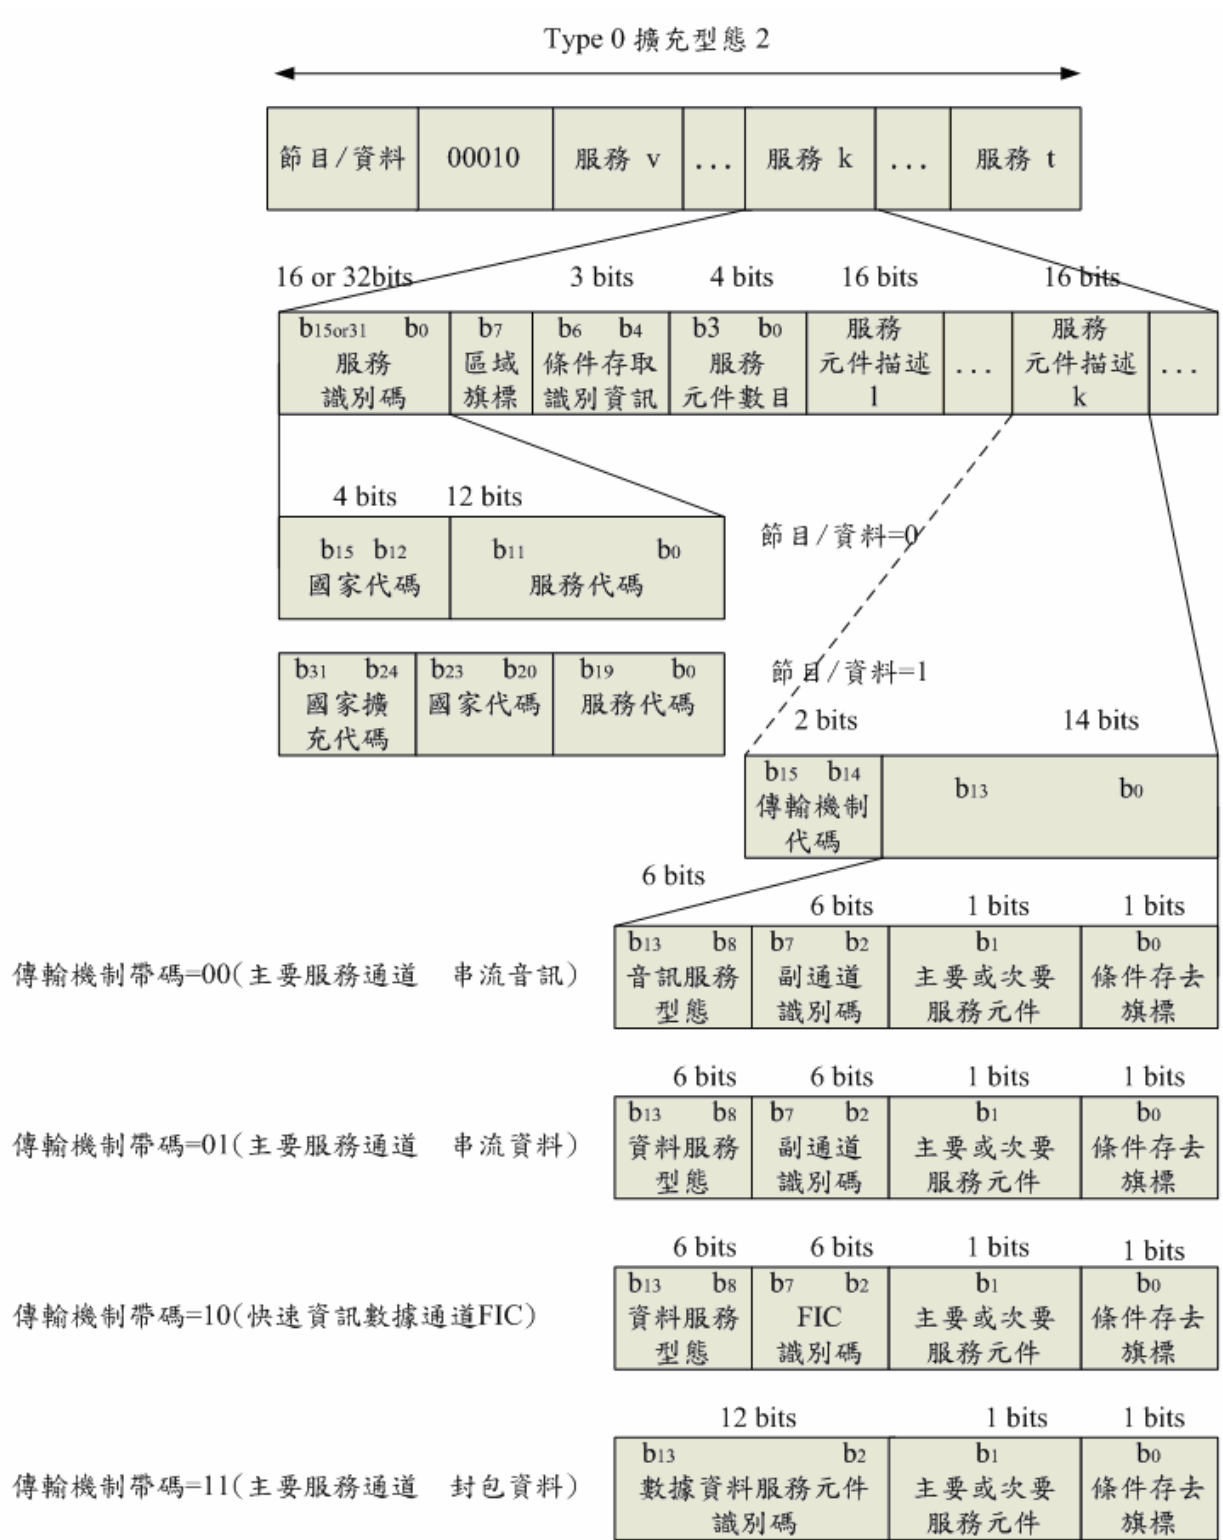 Type 0 擴充型態 2
節目/資料 00010 服務 v ... 服務 k ... 服務 t
16 or 32bits 3 bits 4 bits 16 bits 16 bits
b15or31 b0 b7 b6 b4 b3 b0 服務 服務
服務 區域 條件存取 服務 元件描述 ... 元件描述 ...
識別碼 旗標 識別資訊 元件數目 1 k
4 bits 12 bits
節目/資料=0
b15 b12 b11 b0
國家代碼 服務代碼
節目/資料=1
b31 b24 b23 b20 b19 b0
國家擴 國家代碼 服務代碼
充代碼
2 bits 14 bits
b15 b14 b13 b0
傳輸機制
代碼
6 bits
6 bits 1 bits 1 bits
b13 b8 b7 b2 b1 b0
傳輸機制帶碼=00(主要服務通道 串流音訊) 音訊服務 副通道 主要或次要 條件存去
型態 識別碼 服務元件 旗標
6 bits 6 bits 1 bits 1 bits
b13 b8 b7 b2 b1 b0
傳輸機制帶碼=01(主要服務通道 串流資料) 資料服務 副通道 主要或次要 條件存去
型態 識別碼 服務元件 旗標
6 bits 6 bits 1 bits 1 bits
b13 b8 b7 b2 b1 b0
傳輸機制帶碼=10(快速資訊數據通道FIC) 資料服務 FIC 主要或次要 條件存去
型態 識別碼 服務元件 旗標
12 bits 1 bits 1 bits
b13 b2 b1 b0
傳輸機制帶碼=11(主要服務通道 封包資料) 數據資料服務元件 主要或次要 條件存去
識別碼 服務元件 旗標